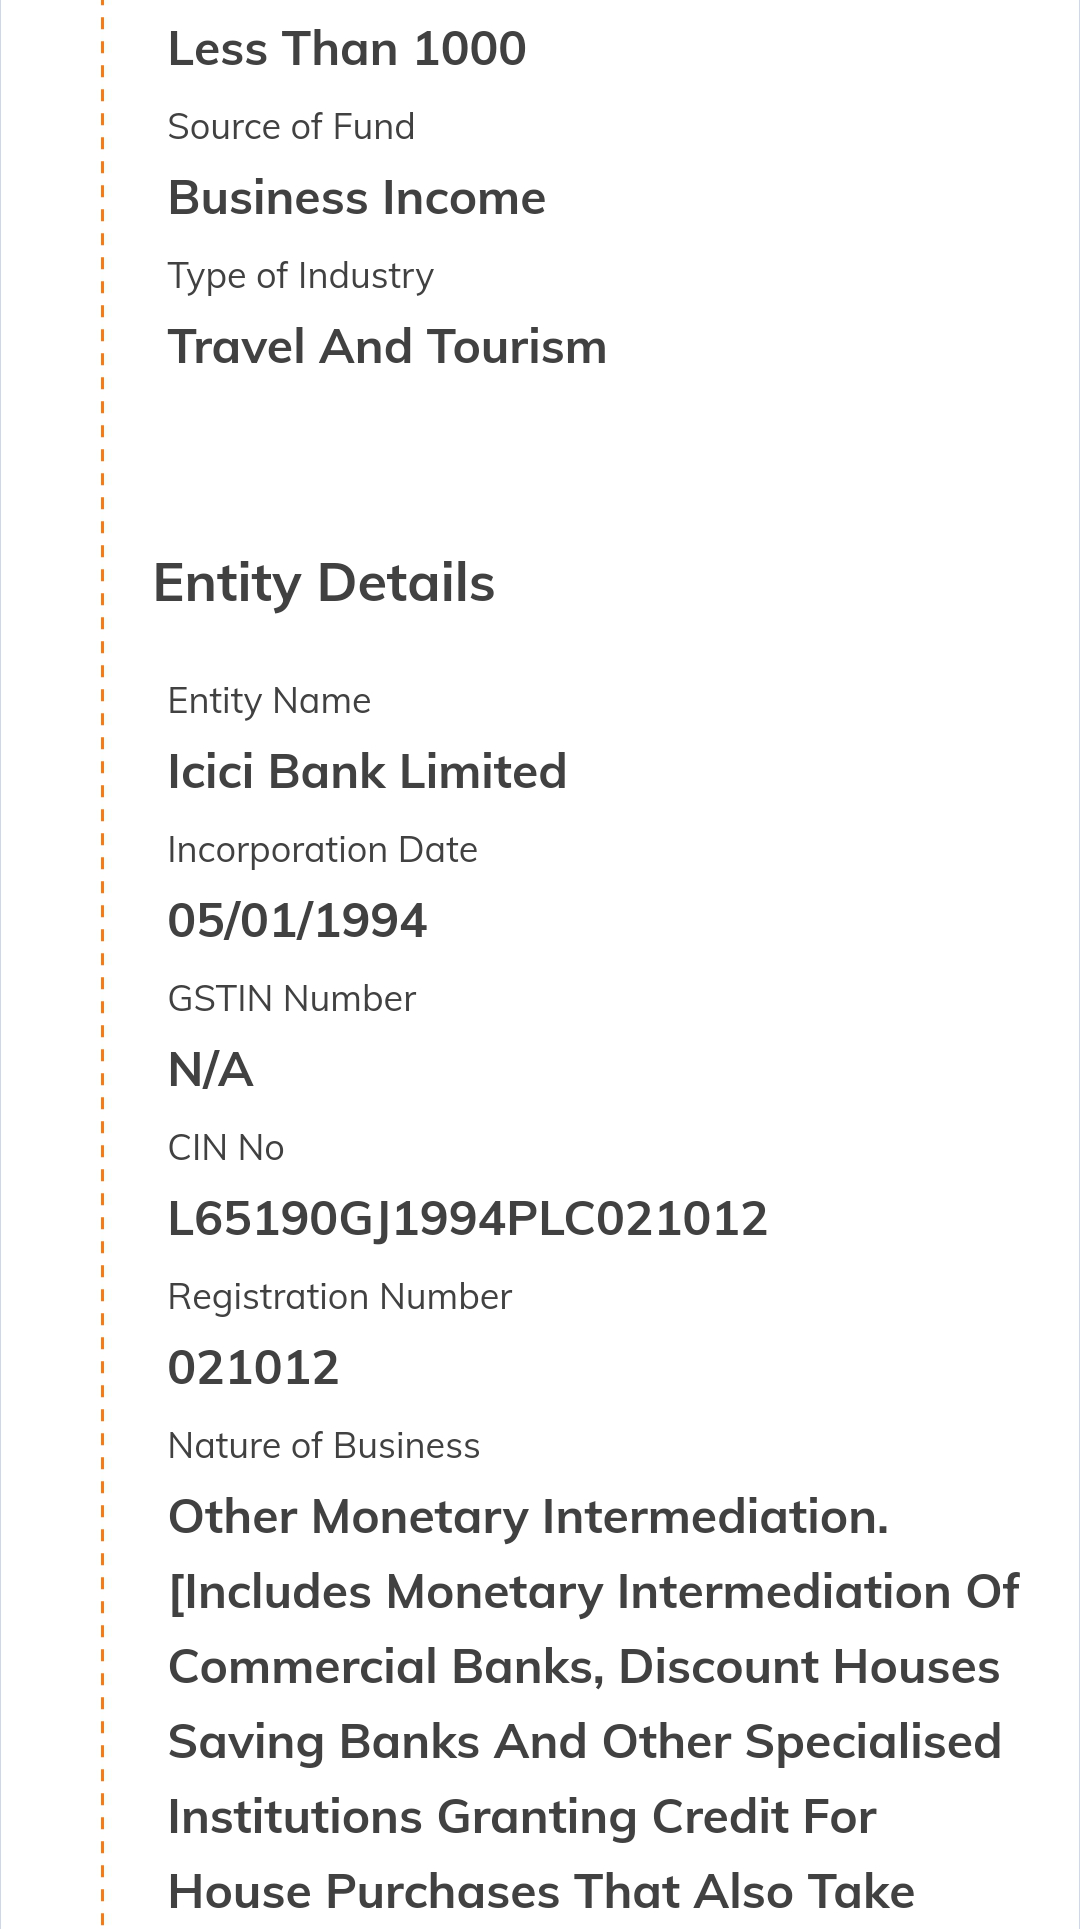 Less Than 1000
Source of Fund
Business Income
Type of Industry
Travel And Tourism
Entity Details
Entity Name
Icici Bank Limited
Incorporation Date
05/01/1994
GSTIN Number
N/A
CIN No
L65190GJ1994PLC021012
Registration Number
021012
Nature of Business
Other Monetary Intermediation.
[Includes Monetary Intermediation Of
Commercial Banks, Discount Houses
Saving Banks And Other Specialised
Institutions Granting Credit For
House Purchases That Also Take